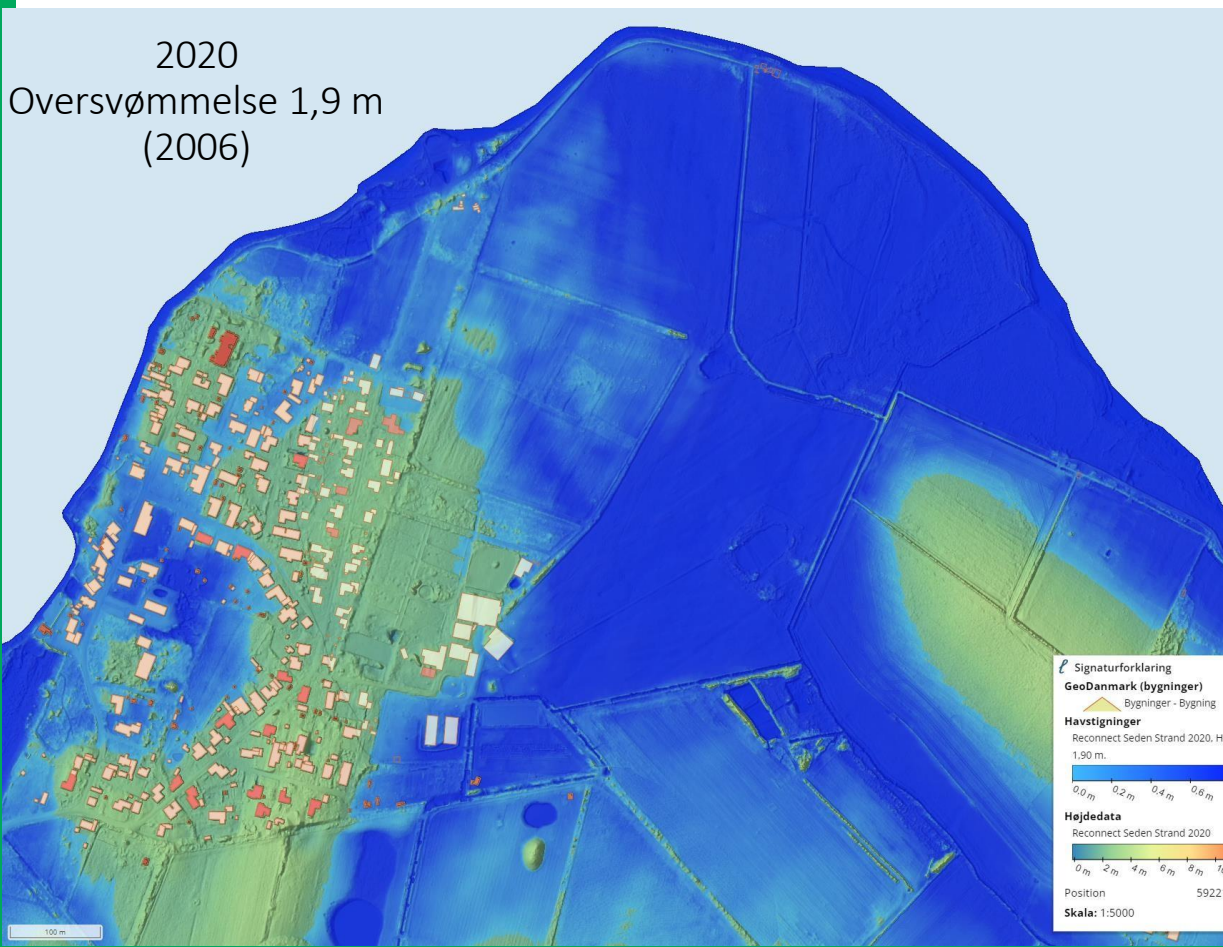 2020
Oversvømmelse 1,9 m
(2006)
Signaturforklaring
GeoDanmark (bygninger)
Bygninger - Bygning
Havstigninger
Reconnect Seden Strand 2020. H
1,90 m.
0,0 m 0,2 m 0,4 m 0,6 m
Højdedata
Reconnect Seden Strand 2020
0 m 2 m 4 m 6 m 8 m 10
Position 5922
Skala: 1:5000
100 m